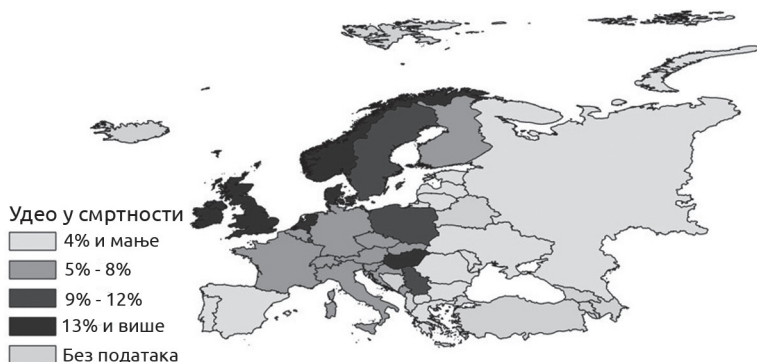 Удео у смртности
4% и мање
5% - 8%
9% - 12%
13% и више
Без података